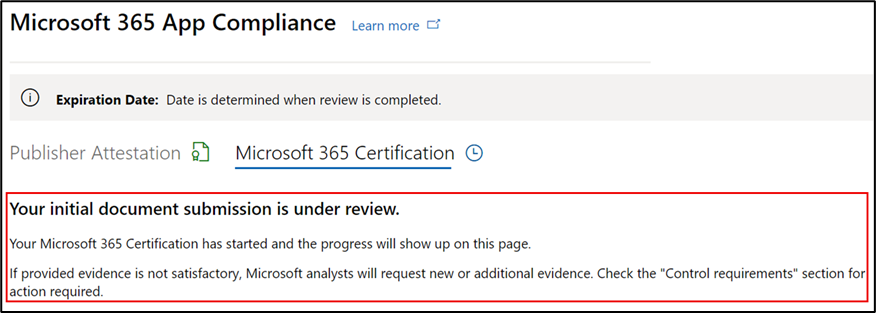 Microsoft 365 App Compliance Learn more
Expiration Date: Date is determined when review is completed.
Publisher Attestation Microsoft 365 Certification
Your initial document submission is under review.
Your Microsoft 365 Certification has started and the progress will show up on this page.
If provided evidence is not satisfactory, Microsoft analysts will request new or additional evidence. Check the "Control requirements" section for
action required.